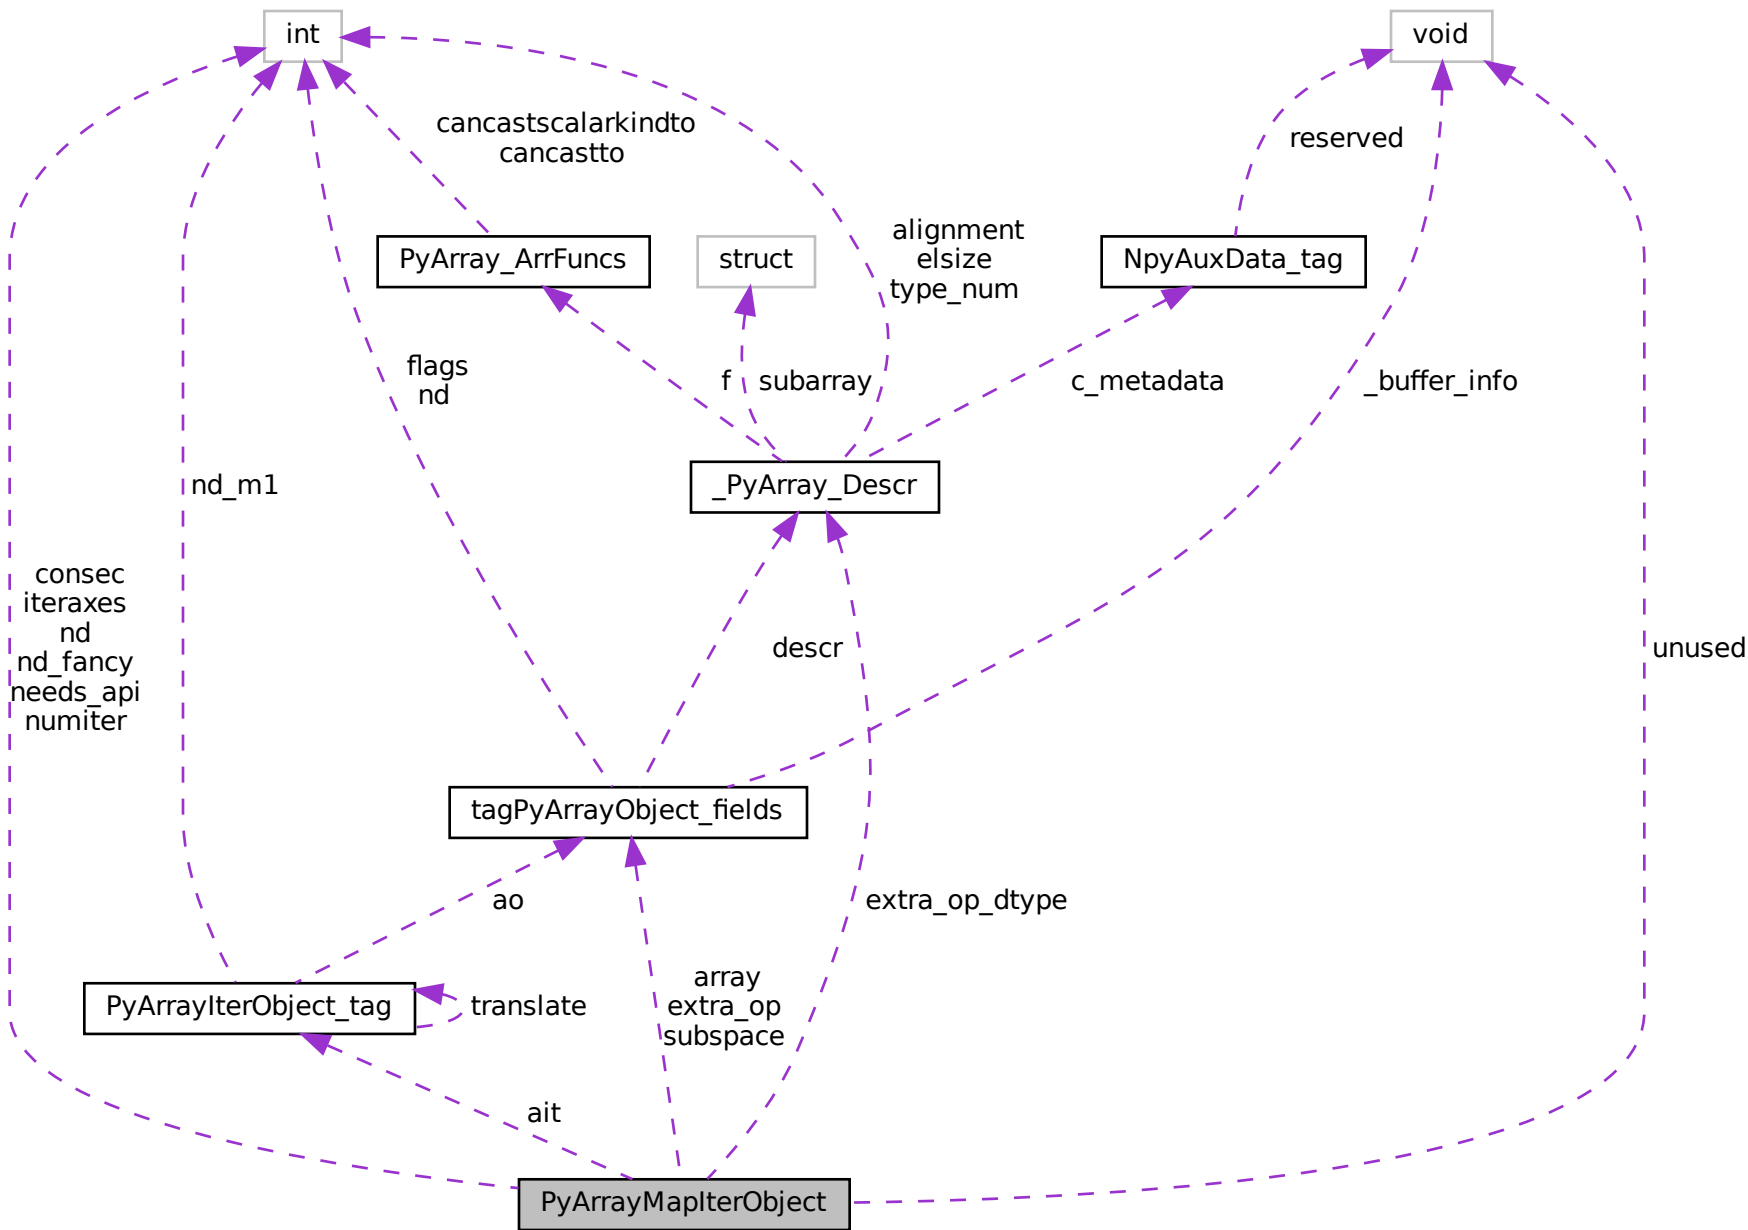 int
void
cancastscalarkindto
cancastto
reserved
alignment
elsize
type_num
PyArray_ArrFuncs
struct
NpyAuxData_tag
flags
nd
f
subarray
c_metadata
_buffer_info
nd_m1
_PyArray_Descr
consec
iteraxes
nd
nd_fancy
needs_api
numiter
descr
unused
tagPyArrayObject_fields
ao
extra_op_dtype
array
extra_op
subspace
PyArrayIterObject_tag
translate
ait
PyArrayMapIterObject